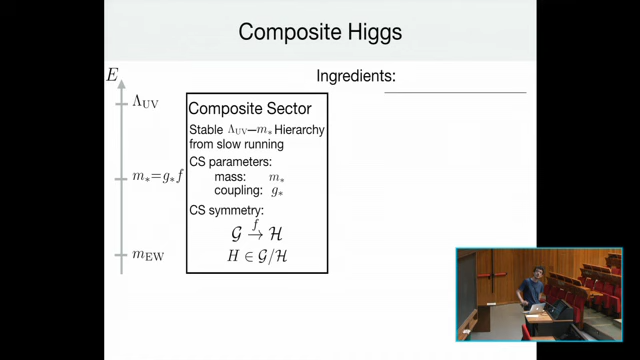 Composite Higgs
E
Λ_UV
m_*=g_*f
m_EW
Composite Sector
Stable Λ_UV—m_* Hierarchy
from slow running
CS parameters:
mass: m_*
coupling: g_*
CS symmetry:
𝒢 →^f ℋ
H ∈ 𝒢/ℋ
Ingredients: